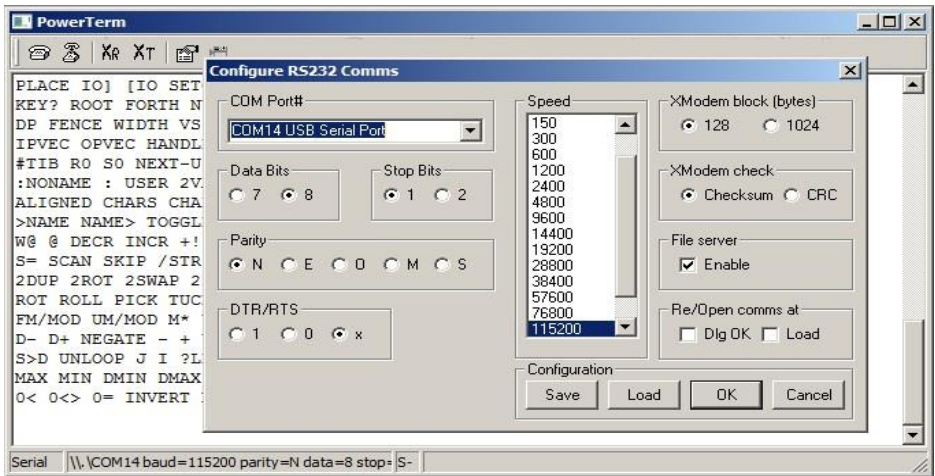 PowerTerm
XR XT
PLACE IO] [IO SET
KEY? ROOT FORTH N
DP FENCE WIDTH VS
IPVEC OPVEC HANDL
#TIB R0 S0 NEXT-U
:NONAME : USER 2V
ALIGNED CHARS CHA
>NAME NAME> TOGGL
W@ @ DECR INCR +!
S= SCAN SKIP /STR
2DUP 2ROT 2SWAP 2
ROT ROLL PICK TUC
FM/MOD UM/MOD M*
D- D+ NEGATE - +
S>D UNLOOP J I ?L
MAX MIN DMIN DMAX
0< 0<> 0= INVERT
Configure RS232 Comms
COM Port#
COM14 USB Serial Port
Data Bits
7 8
Stop Bits
1 2
Parity
N E O M S
DTR/RTS
1 0 x
Speed
150
300
600
1200
2400
4800
9600
14400
19200
28800
38400
57600
76800
115200
XModem block (bytes)
128 1024
XModem check
Checksum CRC
File server
Enable
Re/Open comms at
Dlg OK Load
Configuration
Save Load OK Cancel
Serial \\.\COM14 baud=115200 parity=N data=8 stop= S-